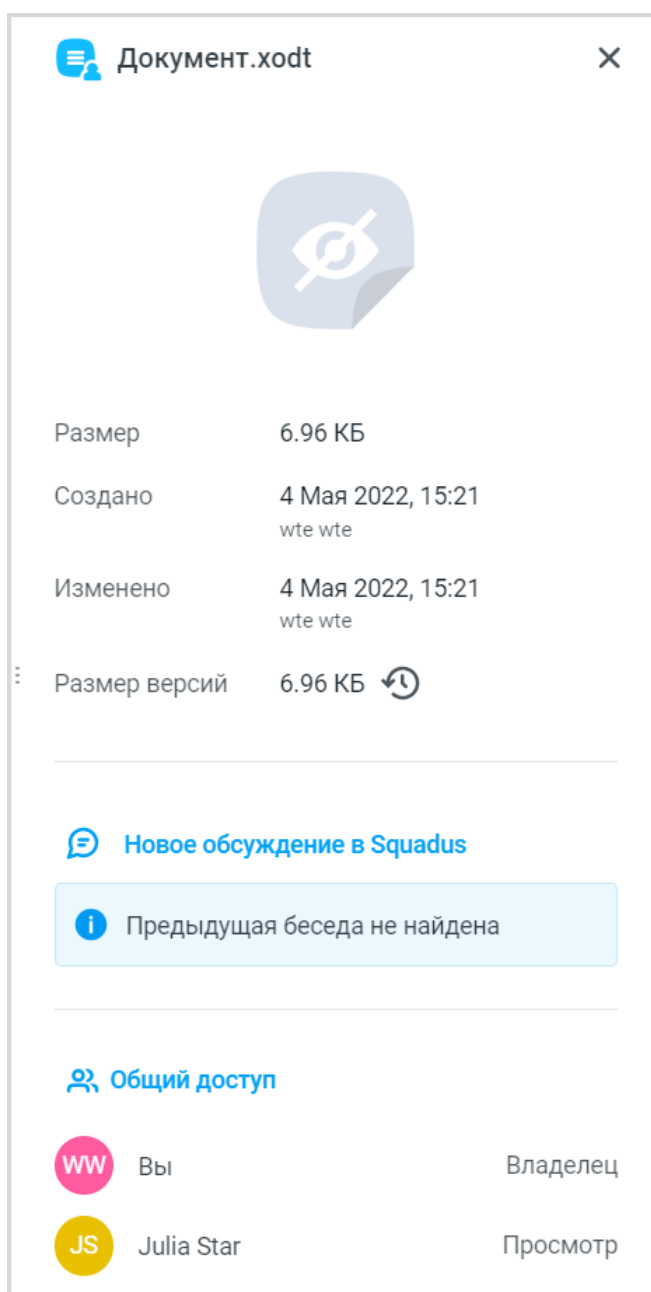 Документ.xodt
Размер 6.96 КБ
Создано 4 Мая 2022, 15:21
wte wte
Изменено 4 Мая 2022, 15:21
wte wte
Размер версий 6.96 КБ
Новое обсуждение в Squadus
Предыдущая беседа не найдена
Общий доступ
WW Вы Владелец
JS Julia Star Просмотр